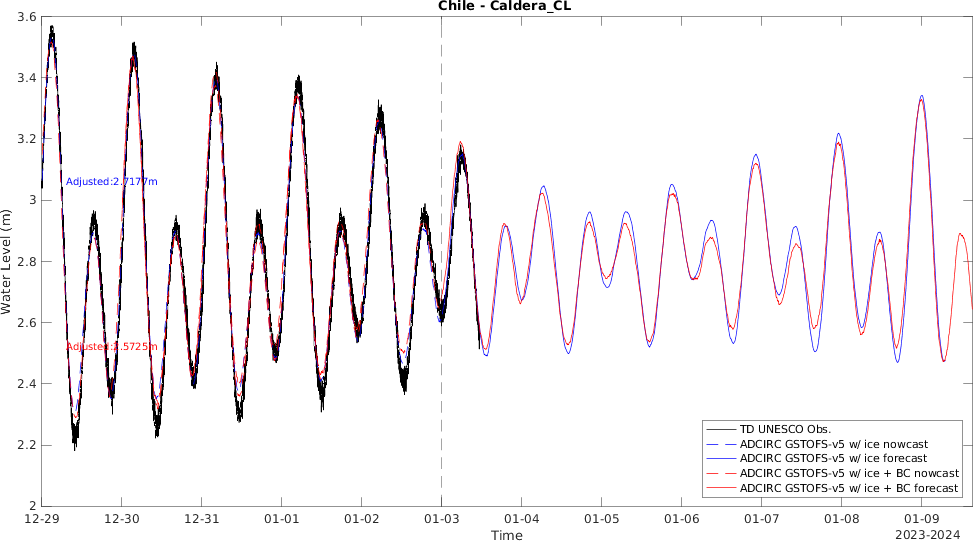 Chile - Caldera_CL
3.6
3.4
3.2
3
2.8
2.6
2.4
2.2
2
Water Level (m)
Adjusted:2.7177m
Adjusted:2.5725m
TD UNESCO Obs.
ADCIRC GSTOFS-v5 w/ ice nowcast
ADCIRC GSTOFS-v5 w/ ice forecast
ADCIRC GSTOFS-v5 w/ ice + BC nowcast
ADCIRC GSTOFS-v5 w/ ice + BC forecast
12-29 12-30 12-31 01-01 01-02 01-03 01-04 01-05 01-06 01-07 01-08 01-09
Time
2023-2024